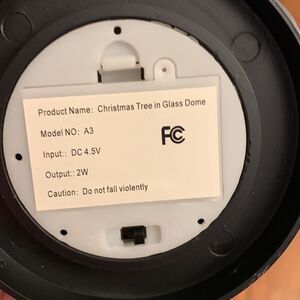 Product Name: Christmas Tree in Glass Dome
Model NO: A3
FC
Input:: DC 4.5V
Output:: 2W
Caution: Do not fall violently